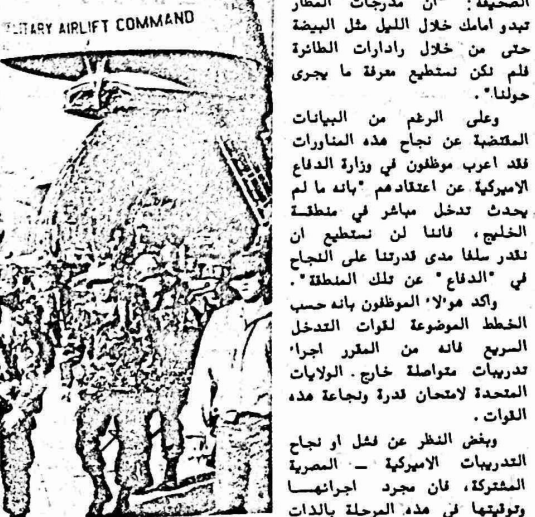 MILITARY AIRLIFT COMMAND
الصحيفة: "ان مدرجات المطار
تبدو امامك خلال الليل مثل البيضة
حتى من خلال رادارات الطائرة
فلم نكن نستطيع معرفة ما يجرى
حولنا".
وعلى الرغم من البيانات
المقتضبة عن نجاح هذه المناورات
فقد اعرب موظفون في وزارة الدفاع
الاميركية عن اعتقادهم "بانه ما لم
يحدث تدخل مباشر في منطقة
الخليج، فاننا لن نستطيع ان
نقدر سلفا مدى قدرتنا على النجاح
في "الدفاع" عن تلك المنطقة".
واكد هولاء الموظفون بانه حسب
الخطط الموضوعة لقوات التدخل
السريع فانه من المقرر اجراء
تدريبات متواصلة خارج الولايات
المتحدة لامتحان قدرة ونجاعة هذه
القوات.
وبغض النظر عن فشل او نجاح
التدريبات الاميركية ــ المصرية
المشتركة، فان مجرد اجرائهـــا
وتوقيتها في هذه المرحلة بالذات